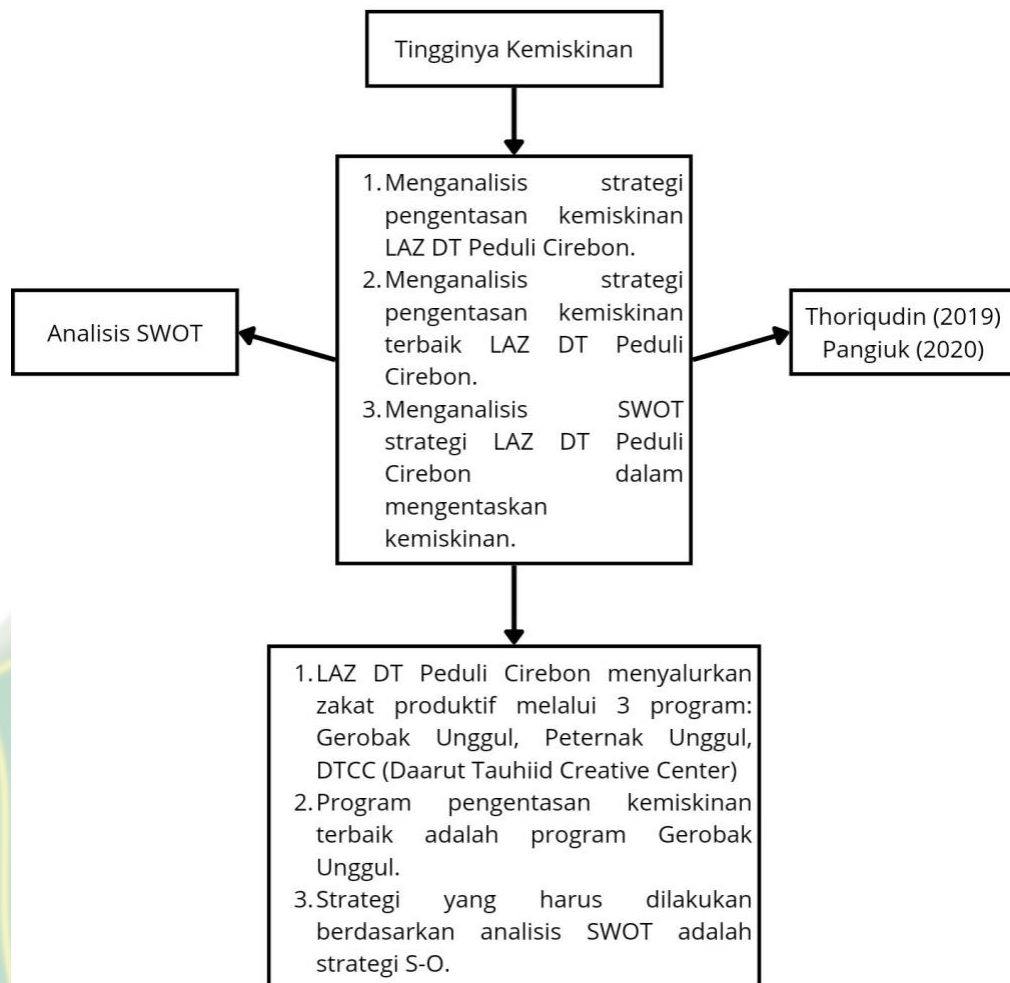 Tingginya Kemiskinan
1. Menganalisis strategi
pengentasan kemiskinan
LAZ DT Peduli Cirebon.
2. Menganalisis strategi
pengentasan kemiskinan
terbaik LAZ DT Peduli
Cirebon.
3. Menganalisis SWOT
strategi LAZ DT Peduli
Cirebon dalam
mengentaskan
kemiskinan.
Analisis SWOT
Thoriqudin (2019)
Pangiuk (2020)
1. LAZ DT Peduli Cirebon menyalurkan
zakat produktif melalui 3 program:
Gerobak Unggul, Peternak Unggul,
DTCC (Daarut Tauhiid Creative Center)
2. Program pengentasan kemiskinan
terbaik adalah program Gerobak
Unggul.
3. Strategi yang harus dilakukan
berdasarkan analisis SWOT adalah
strategi S-O.